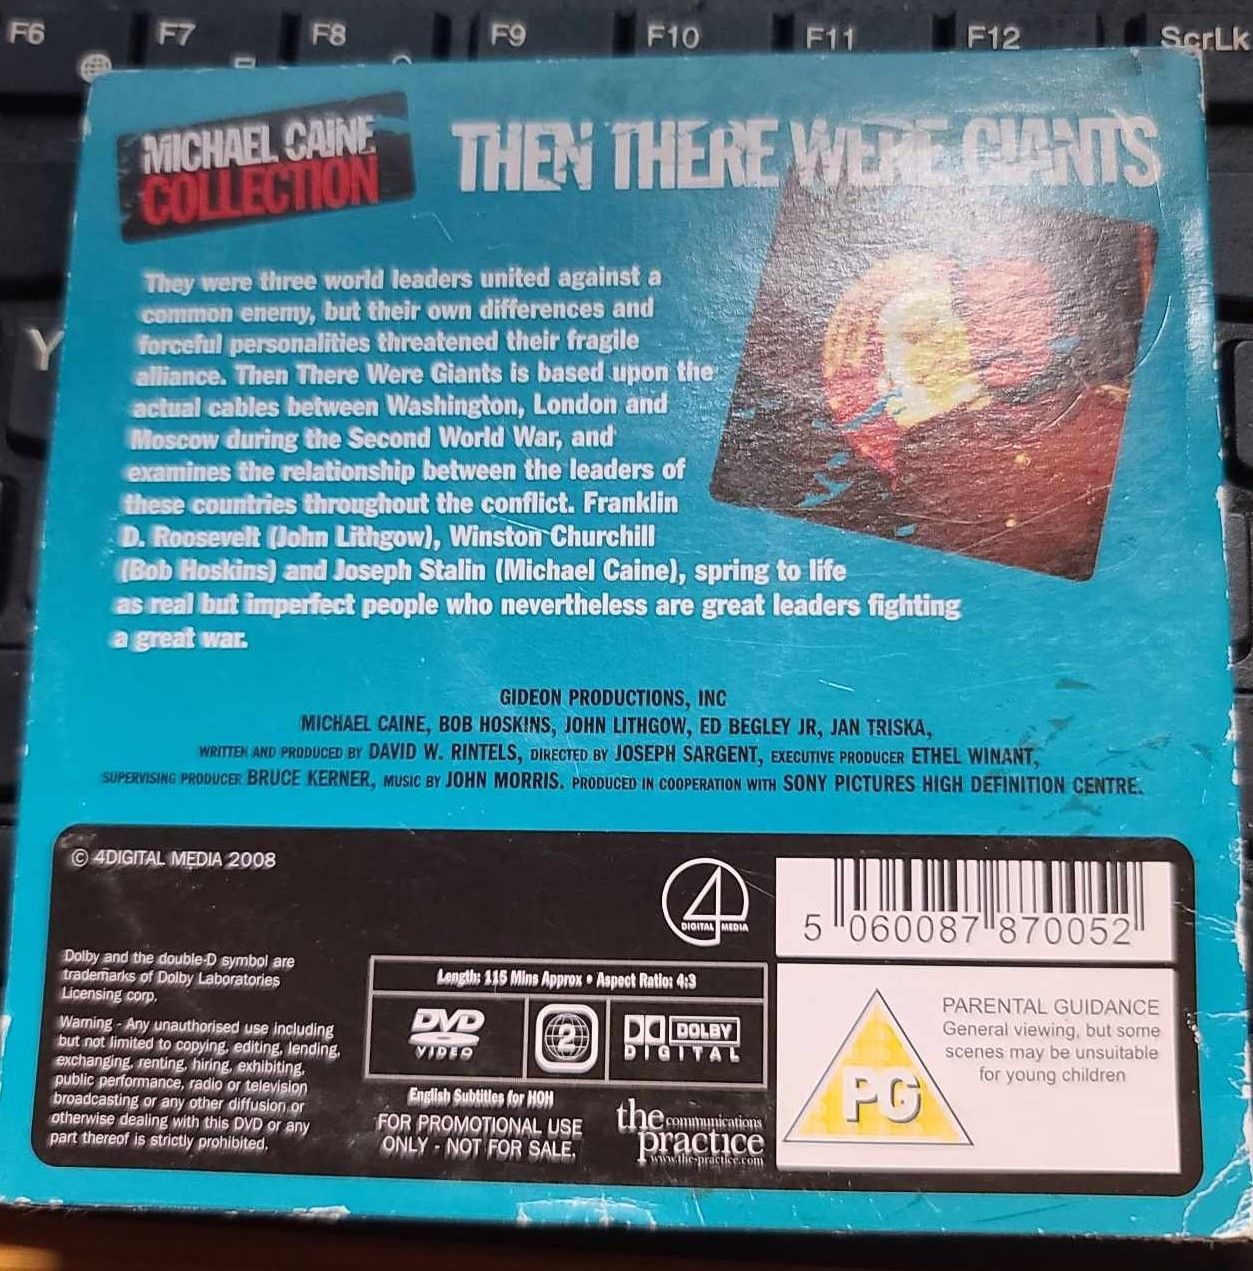 F6 F7 F8 F9 F10 F11 F12 ScrLk
Y
MICHAEL CAINE
COLLECTION
THEN THERE WERE GIANTS
They were three world leaders united against a
common enemy, but their own differences and
forceful personalities threatened their fragile
alliance. Then There Were Giants is based upon the
actual cables between Washington, London and
Moscow during the Second World War, and
examines the relationship between the leaders of
these countries throughout the conflict. Franklin
D. Roosevelt (John Lithgow), Winston Churchill
(Bob Hoskins) and Joseph Stalin (Michael Caine), spring to life
as real but imperfect people who nevertheless are great leaders fighting
a great war.
GIDEON PRODUCTIONS, INC
MICHAEL CAINE, BOB HOSKINS, JOHN LITHGOW, ED BEGLEY JR, JAN TRISKA,
WRITTEN AND PRODUCED BY DAVID W. RINTELS, DIRECTED BY JOSEPH SARGENT, EXECUTIVE PRODUCER ETHEL WINANT,
SUPERVISING PRODUCER BRUCE KERNER, MUSIC BY JOHN MORRIS. PRODUCED IN COOPERATION WITH SONY PICTURES HIGH DEFINITION CENTRE.
© 4DIGITAL MEDIA 2008
4
DIGITAL MEDIA
5 060087 870052
Dolby and the double-D symbol are
trademarks of Dolby Laboratories
Licensing corp.
Warning - Any unauthorised use including
but not limited to copying, editing, lending,
exchanging, renting, hiring, exhibiting,
public performance, radio or television
broadcasting or any other diffusion or
otherwise dealing with this DVD or any
part thereof is strictly prohibited.
Length: 115 Mins Approx • Aspect Ratio: 4:3
DVD
VIDEO
2
DOLBY
DIGITAL
English Subtitles for HOH
FOR PROMOTIONAL USE
ONLY - NOT FOR SALE.
the communications
practice
www.the-practice.com
PG
PARENTAL GUIDANCE
General viewing, but some
scenes may be unsuitable
for young children